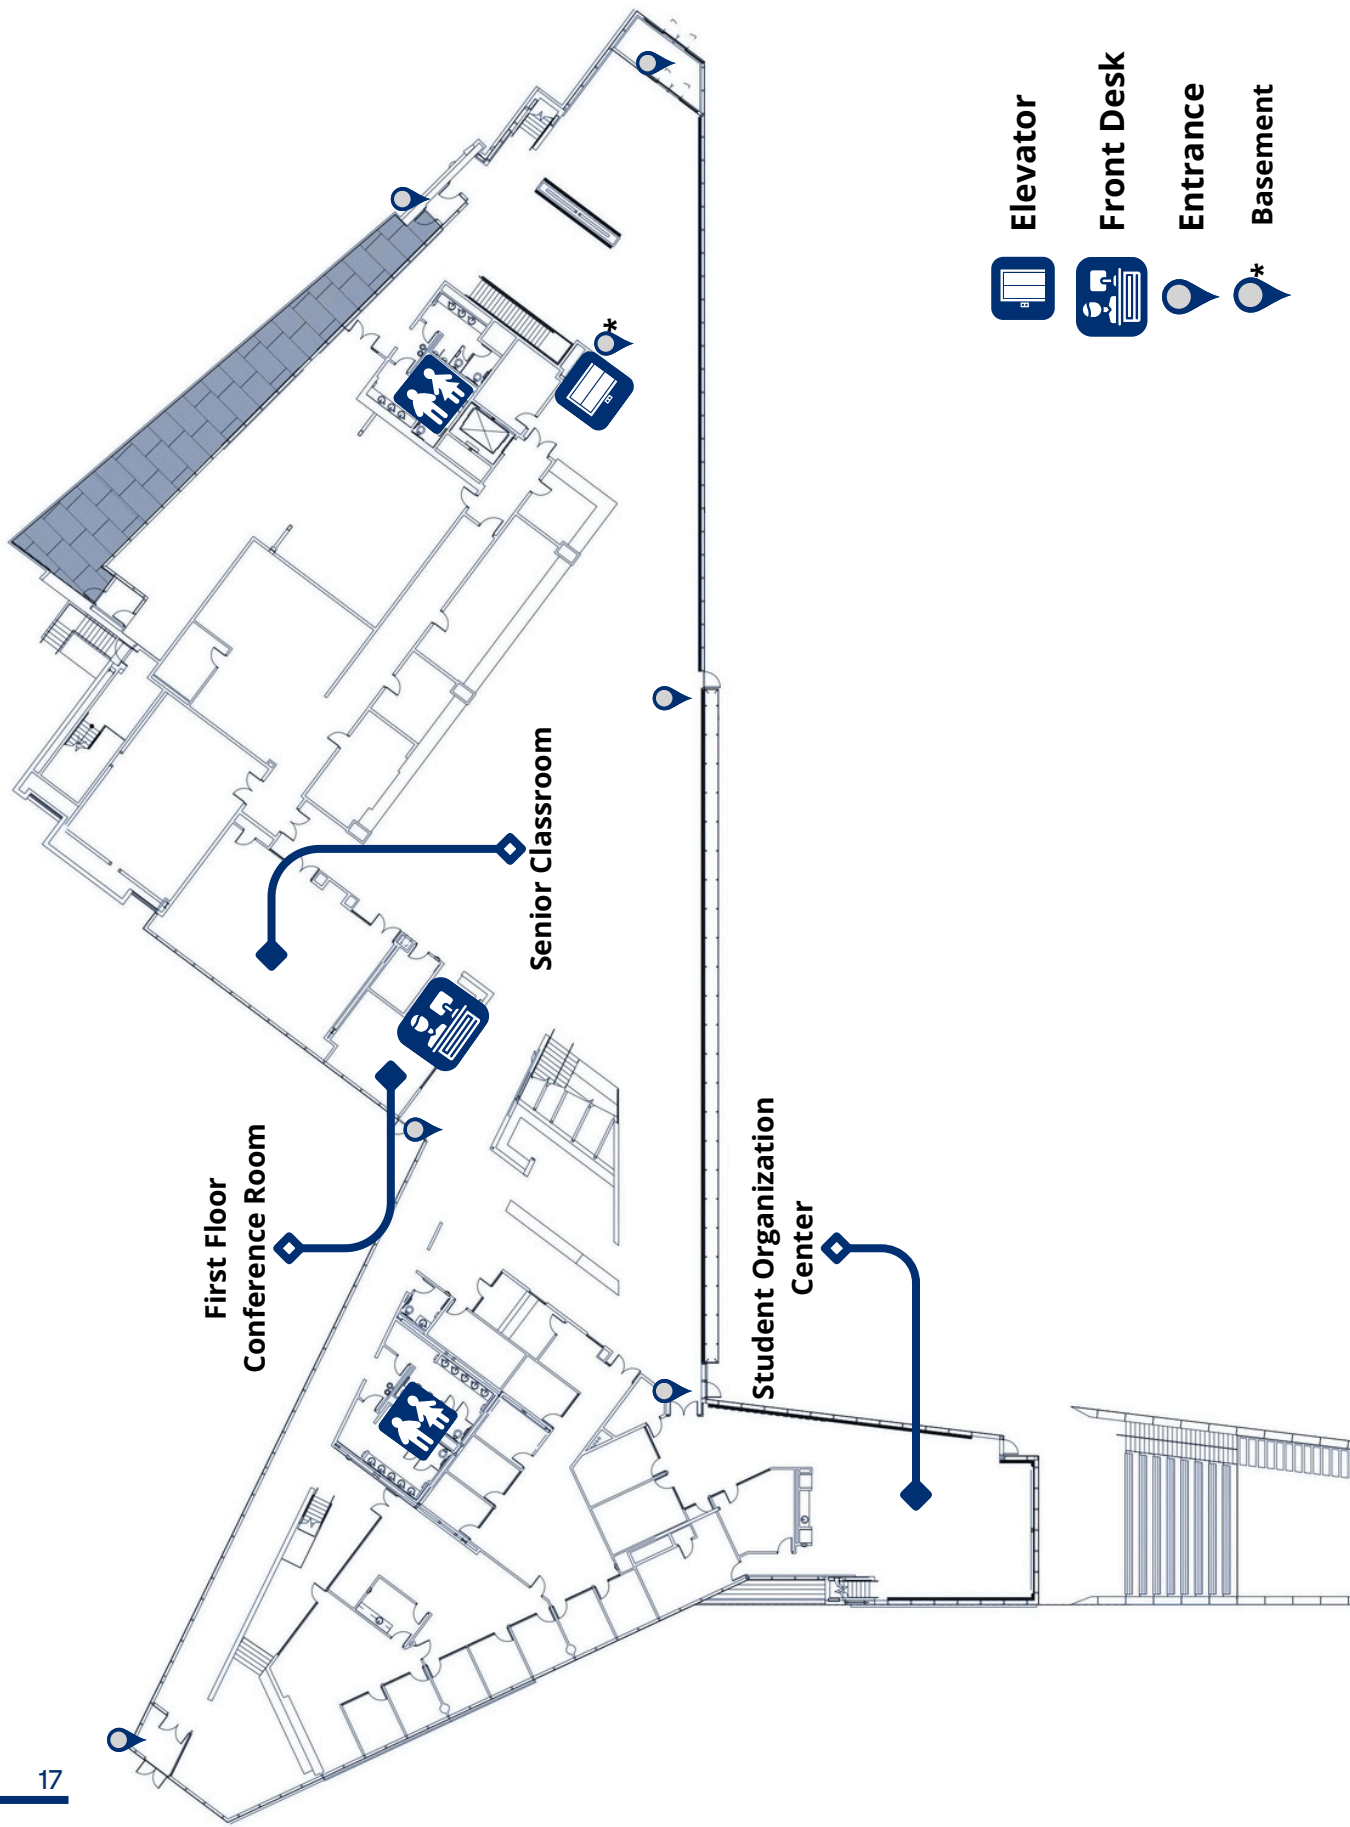 First Floor
Conference Room
Senior Classroom
Student Organization
Center
*
Elevator
Front Desk
Entrance
* Basement
17